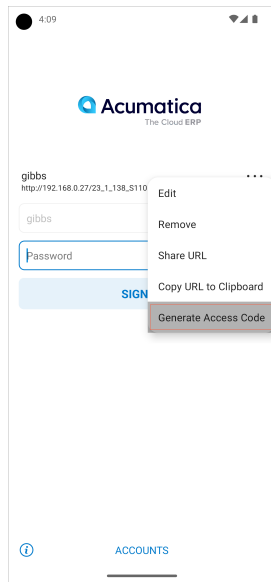 4:09
Acumatica
The Cloud ERP
gibbs
http://192.168.0.27/23_1_138_S110
gibbs
Password
SIGN
Edit
Remove
Share URL
Copy URL to Clipboard
Generate Access Code
ACCOUNTS